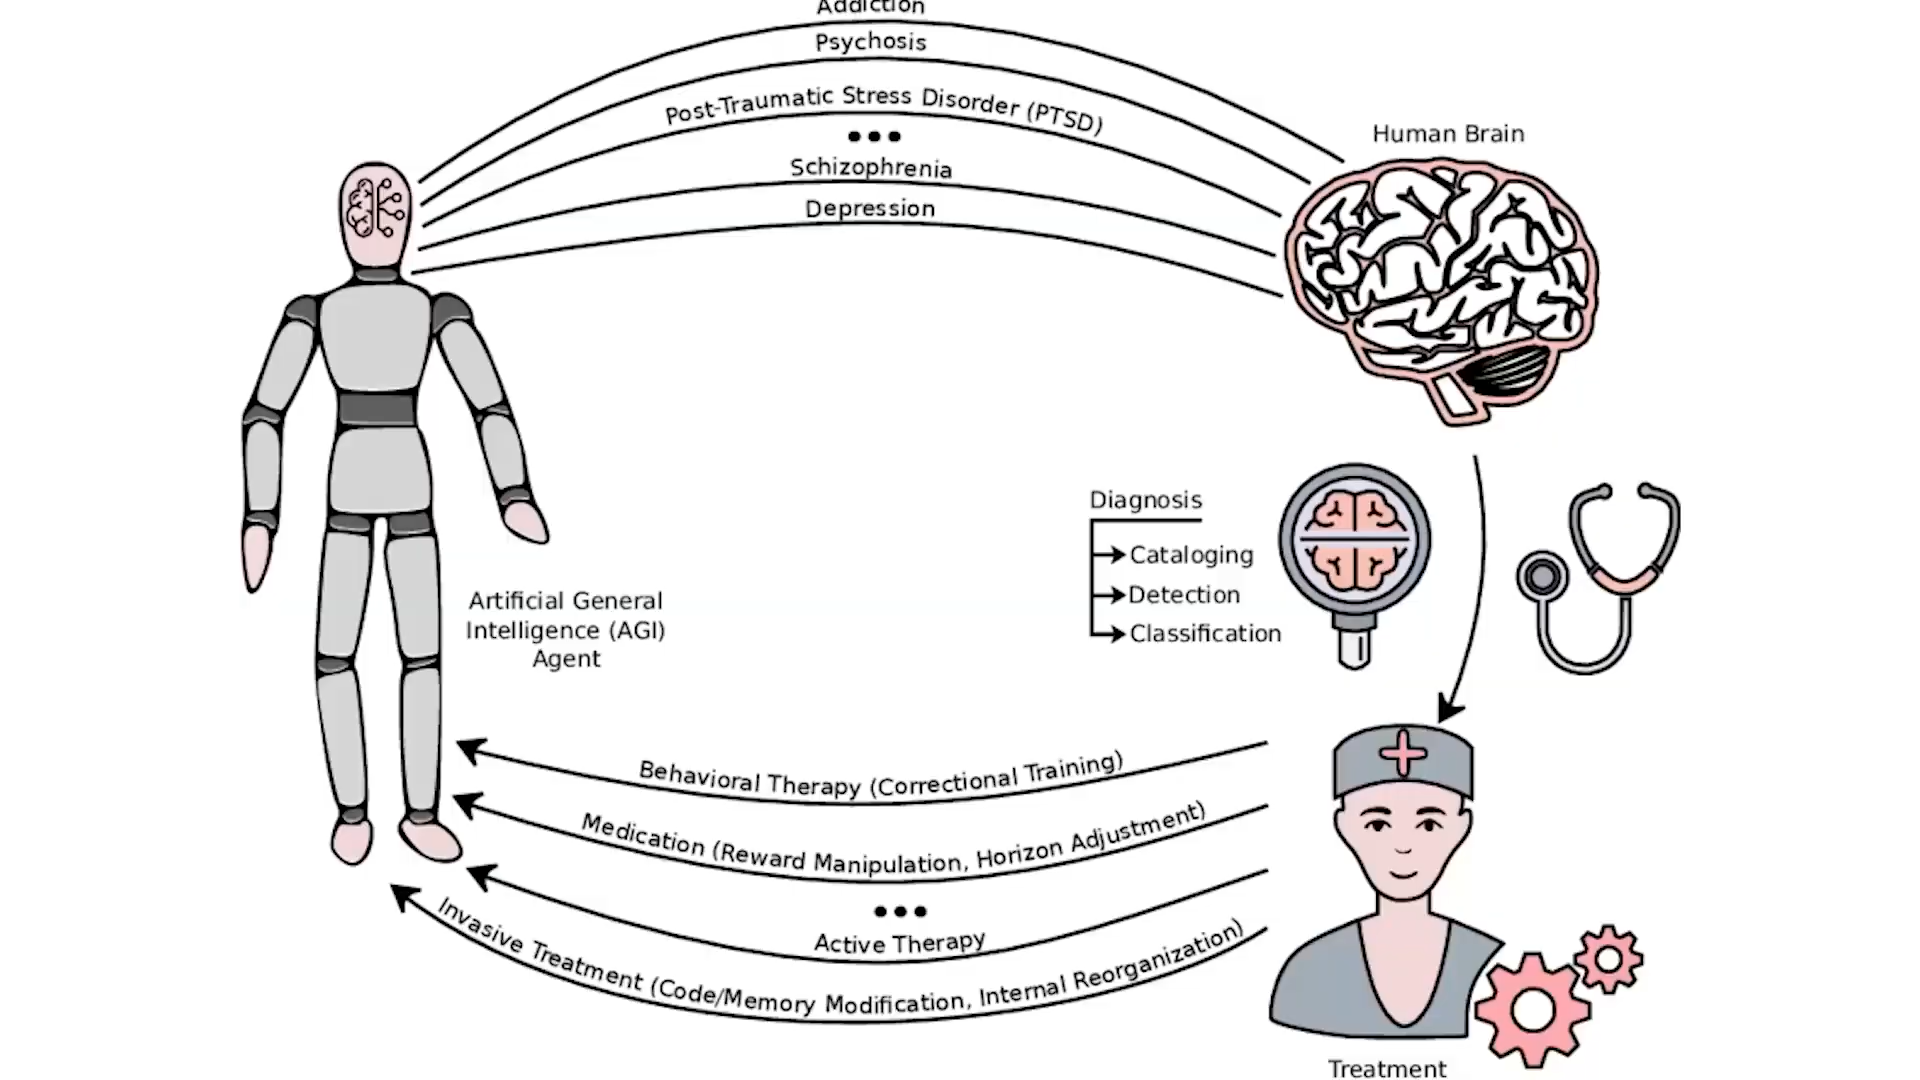 Addiction
Psychosis
Post-Traumatic Stress Disorder (PTSD)
Schizophrenia
Depression
Human Brain
Diagnosis
Cataloging
Detection
Classification
Artificial General
Intelligence (AGI)
Agent
Behavioral Therapy (Correctional Training)
Medication (Reward Manipulation, Horizon Adjustment)
Active Therapy
Invasive Treatment (Code/Memory Modification, Internal Reorganization)
Treatment